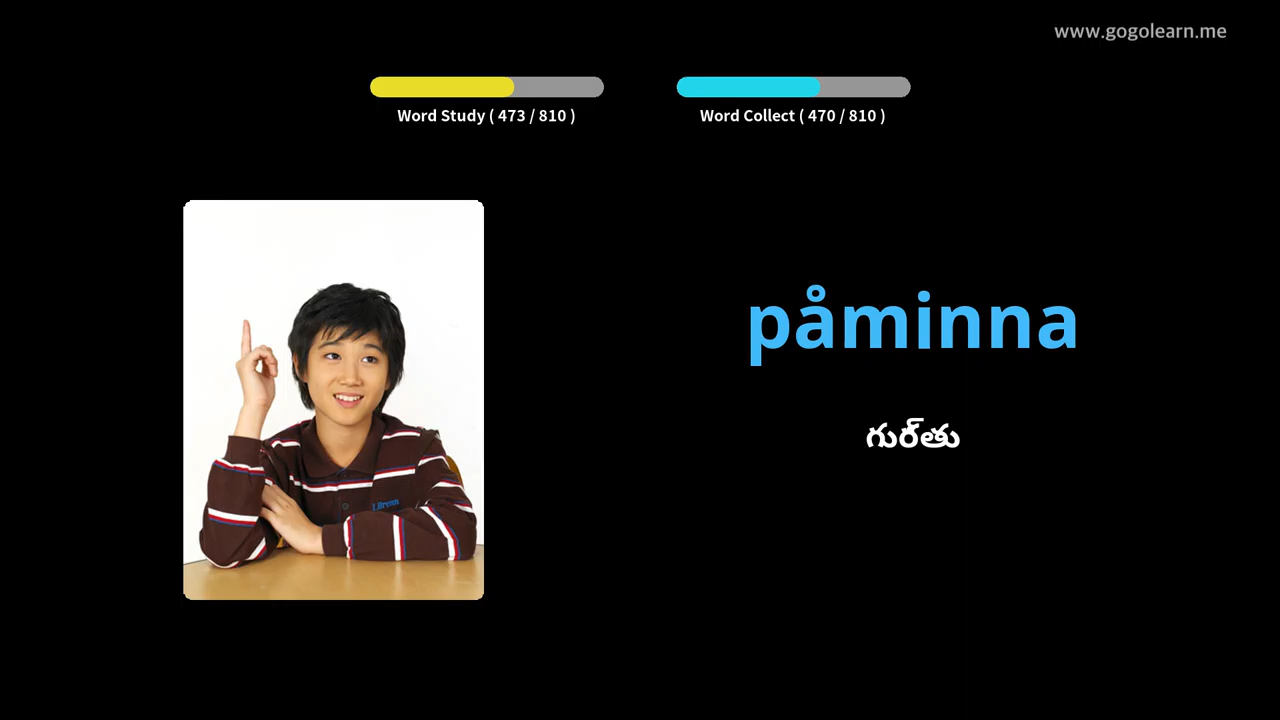 www.gogolearn.me
Word Study ( 473 / 810 )
Word Collect ( 470 / 810 )
påminna
గుర్తు